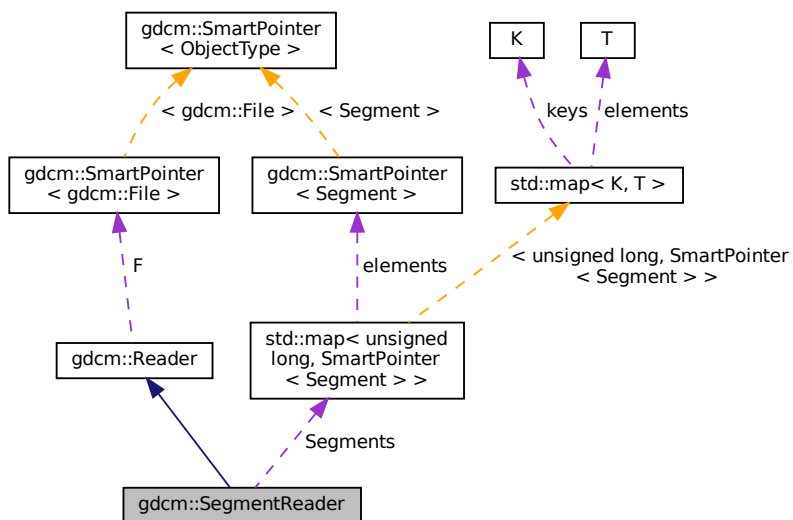 gdcm::SmartPointer
< ObjectType >
K
T
< gdcm::File >
< Segment >
keys
elements
gdcm::SmartPointer
< gdcm::File >
gdcm::SmartPointer
< Segment >
std::map< K, T >
F
elements
< unsigned long, SmartPointer
< Segment > >
gdcm::Reader
std::map< unsigned
long, SmartPointer
< Segment > >
Segments
gdcm::SegmentReader